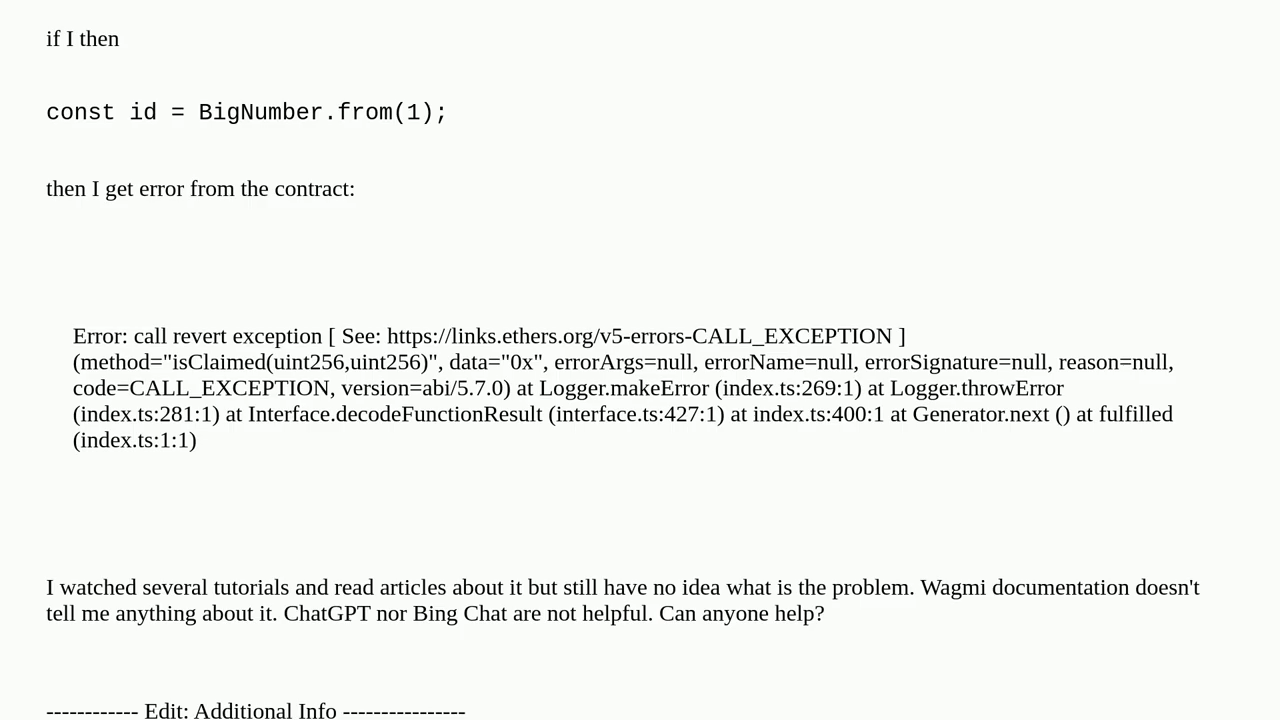 if I then
const id = BigNumber.from(1);
then I get error from the contract:
Error: call revert exception [ See: https://links.ethers.org/v5-errors-CALL_EXCEPTION ]
(method="isClaimed(uint256,uint256)", data="0x", errorArgs=null, errorName=null, errorSignature=null, reason=null,
code=CALL_EXCEPTION, version=abi/5.7.0) at Logger.makeError (index.ts:269:1) at Logger.throwError
(index.ts:281:1) at Interface.decodeFunctionResult (interface.ts:427:1) at index.ts:400:1 at Generator.next () at fulfilled
(index.ts:1:1)
I watched several tutorials and read articles about it but still have no idea what is the problem. Wagmi documentation doesn't
tell me anything about it. ChatGPT nor Bing Chat are not helpful. Can anyone help?
------------ Edit: Additional Info ----------------